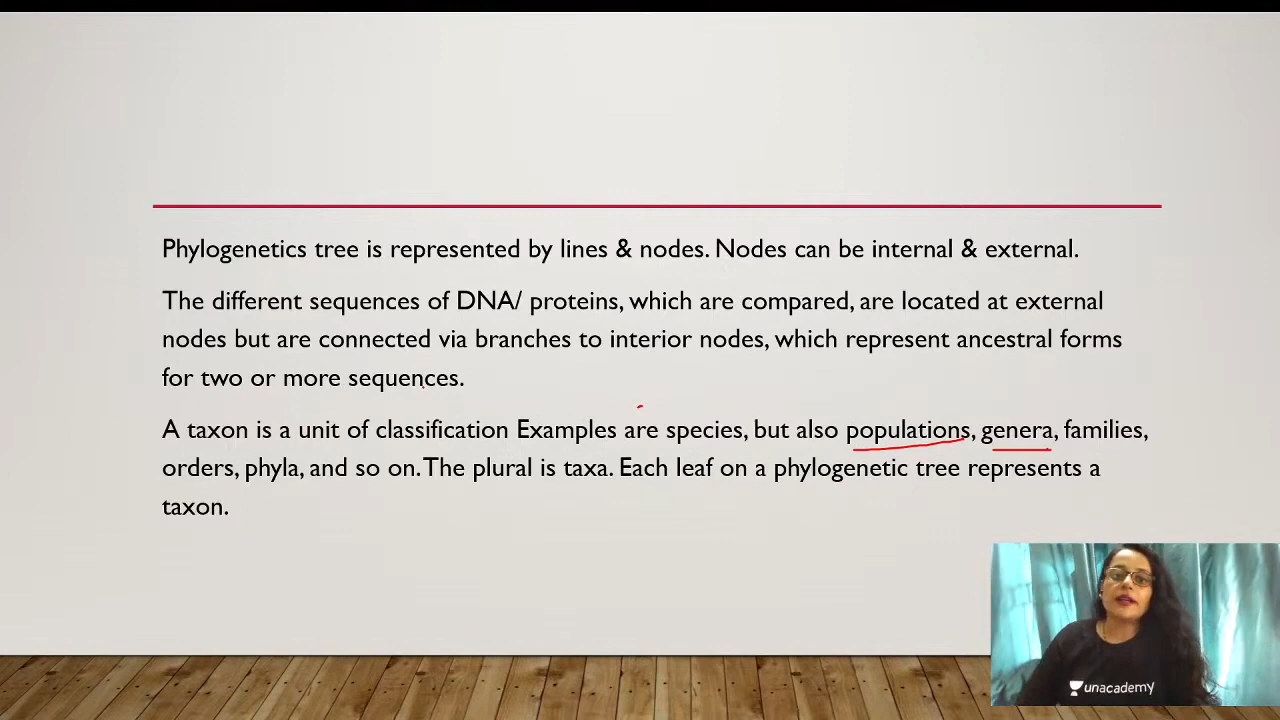 Phylogenetics tree is represented by lines & nodes. Nodes can be internal & external.
The different sequences of DNA/ proteins, which are compared, are located at external
nodes but are connected via branches to interior nodes, which represent ancestral forms
for two or more sequences.
A taxon is a unit of classification Examples are species, but also populations, genera, families,
orders, phyla, and so on. The plural is taxa. Each leaf on a phylogenetic tree represents a
taxon.
unacademy